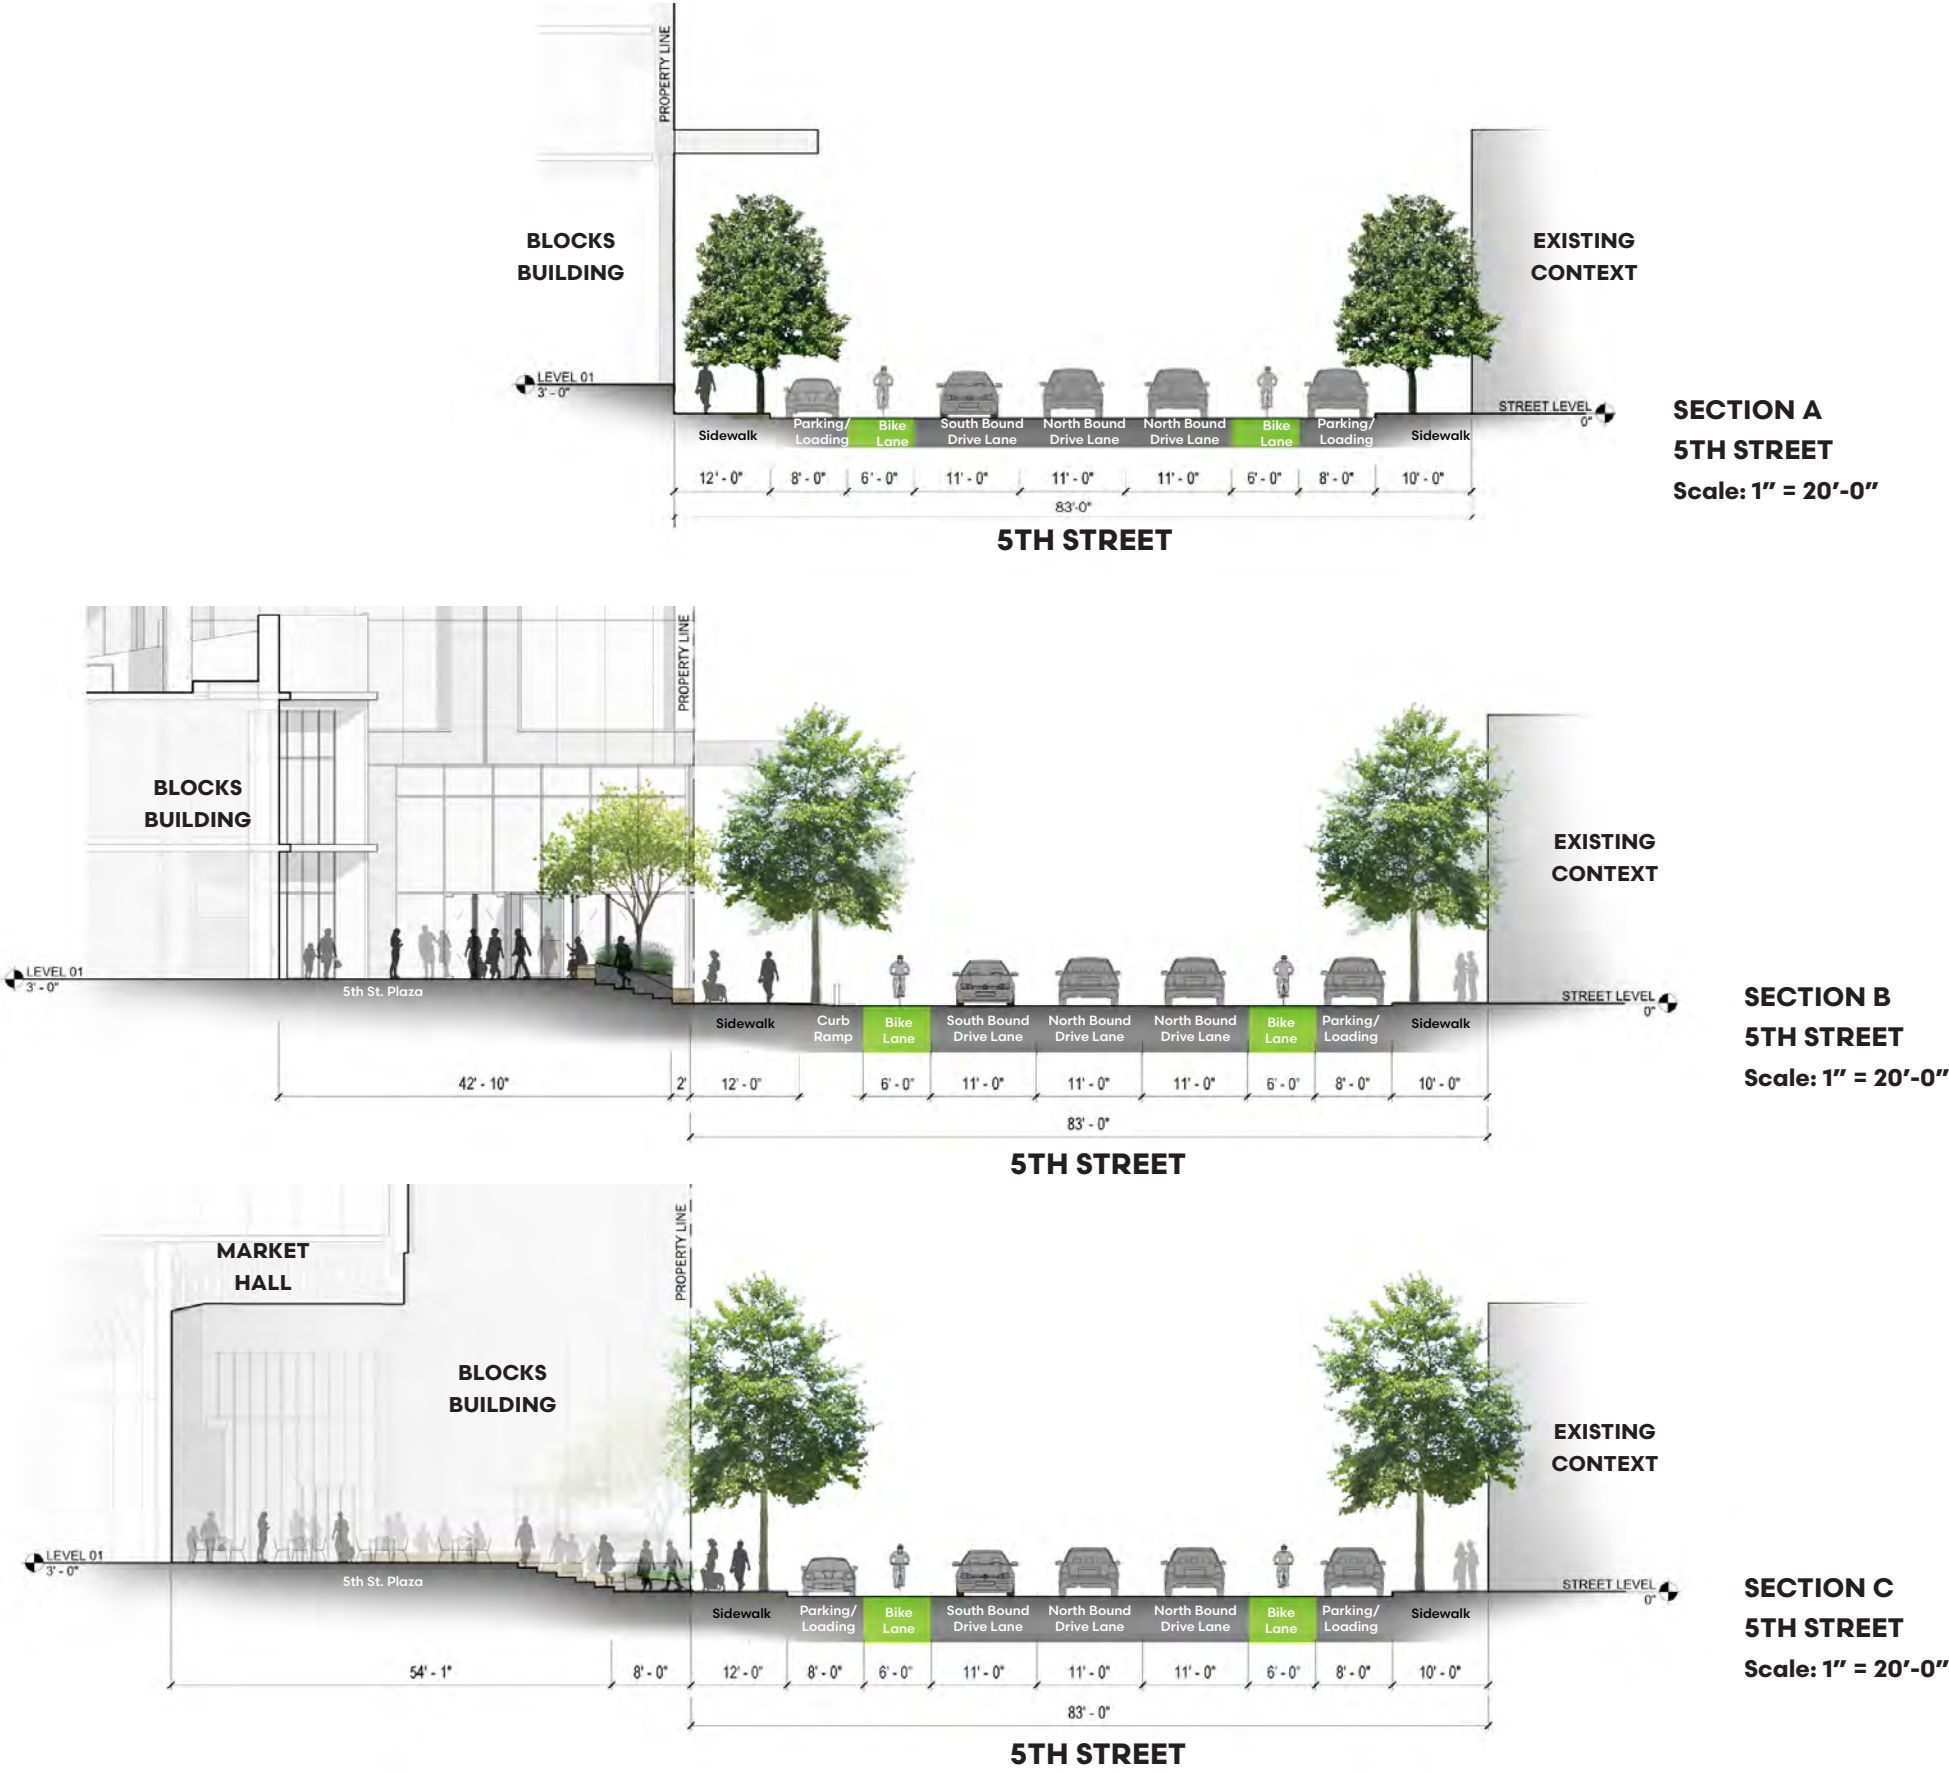 PROPERTY LINE
BLOCKS
BUILDING
EXISTING
CONTEXT
LEVEL 01
3' - 0"
STREET LEVEL
0"
Sidewalk
Parking/
Loading
Bike
Lane
South Bound
Drive Lane
North Bound
Drive Lane
North Bound
Drive Lane
Bike
Lane
Parking/
Loading
Sidewalk
12' - 0"
8' - 0"
6' - 0"
11' - 0"
11' - 0"
11' - 0"
6' - 0"
8' - 0"
10' - 0"
83'-0"
5TH STREET
SECTION A
5TH STREET
Scale: 1” = 20’-0”
PROPERTY LINE
BLOCKS
BUILDING
EXISTING
CONTEXT
LEVEL 01
3' - 0"
5th St. Plaza
STREET LEVEL
0"
Sidewalk
Curb
Ramp
Bike
Lane
South Bound
Drive Lane
North Bound
Drive Lane
North Bound
Drive Lane
Bike
Lane
Parking/
Loading
Sidewalk
42' - 10"
2'
12' - 0"
6' - 0"
11' - 0"
11' - 0"
11' - 0"
6' - 0"
8' - 0"
10' - 0"
83' - 0"
5TH STREET
SECTION B
5TH STREET
Scale: 1” = 20’-0”
PROPERTY LINE
MARKET
HALL
BLOCKS
BUILDING
EXISTING
CONTEXT
LEVEL 01
3' - 0"
5th St. Plaza
STREET LEVEL
0"
Sidewalk
Parking/
Loading
Bike
Lane
South Bound
Drive Lane
North Bound
Drive Lane
North Bound
Drive Lane
Bike
Lane
Parking/
Loading
Sidewalk
54' - 1"
8' - 0"
12' - 0"
8' - 0"
6' - 0"
11' - 0"
11' - 0"
11' - 0"
6' - 0"
8' - 0"
10' - 0"
83' - 0"
5TH STREET
SECTION C
5TH STREET
Scale: 1” = 20’-0”